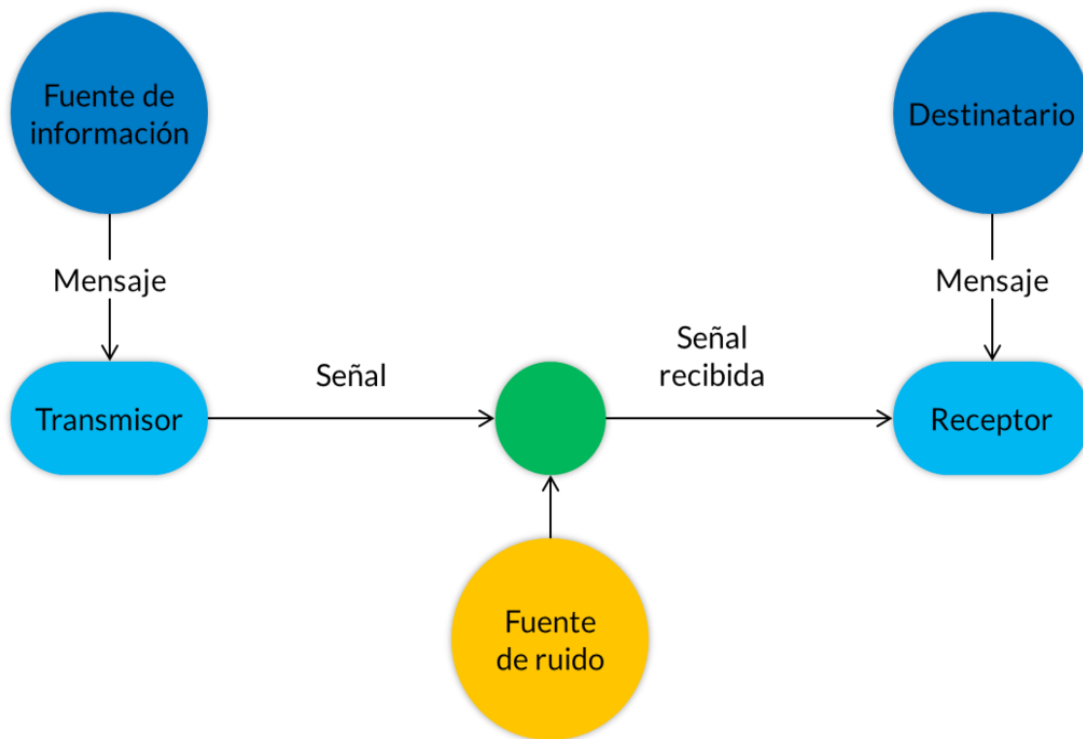 Fuente de
información
Destinatario
Mensaje
Mensaje
Señal
Señal
recibida
Transmisor
Receptor
Fuente
de ruido